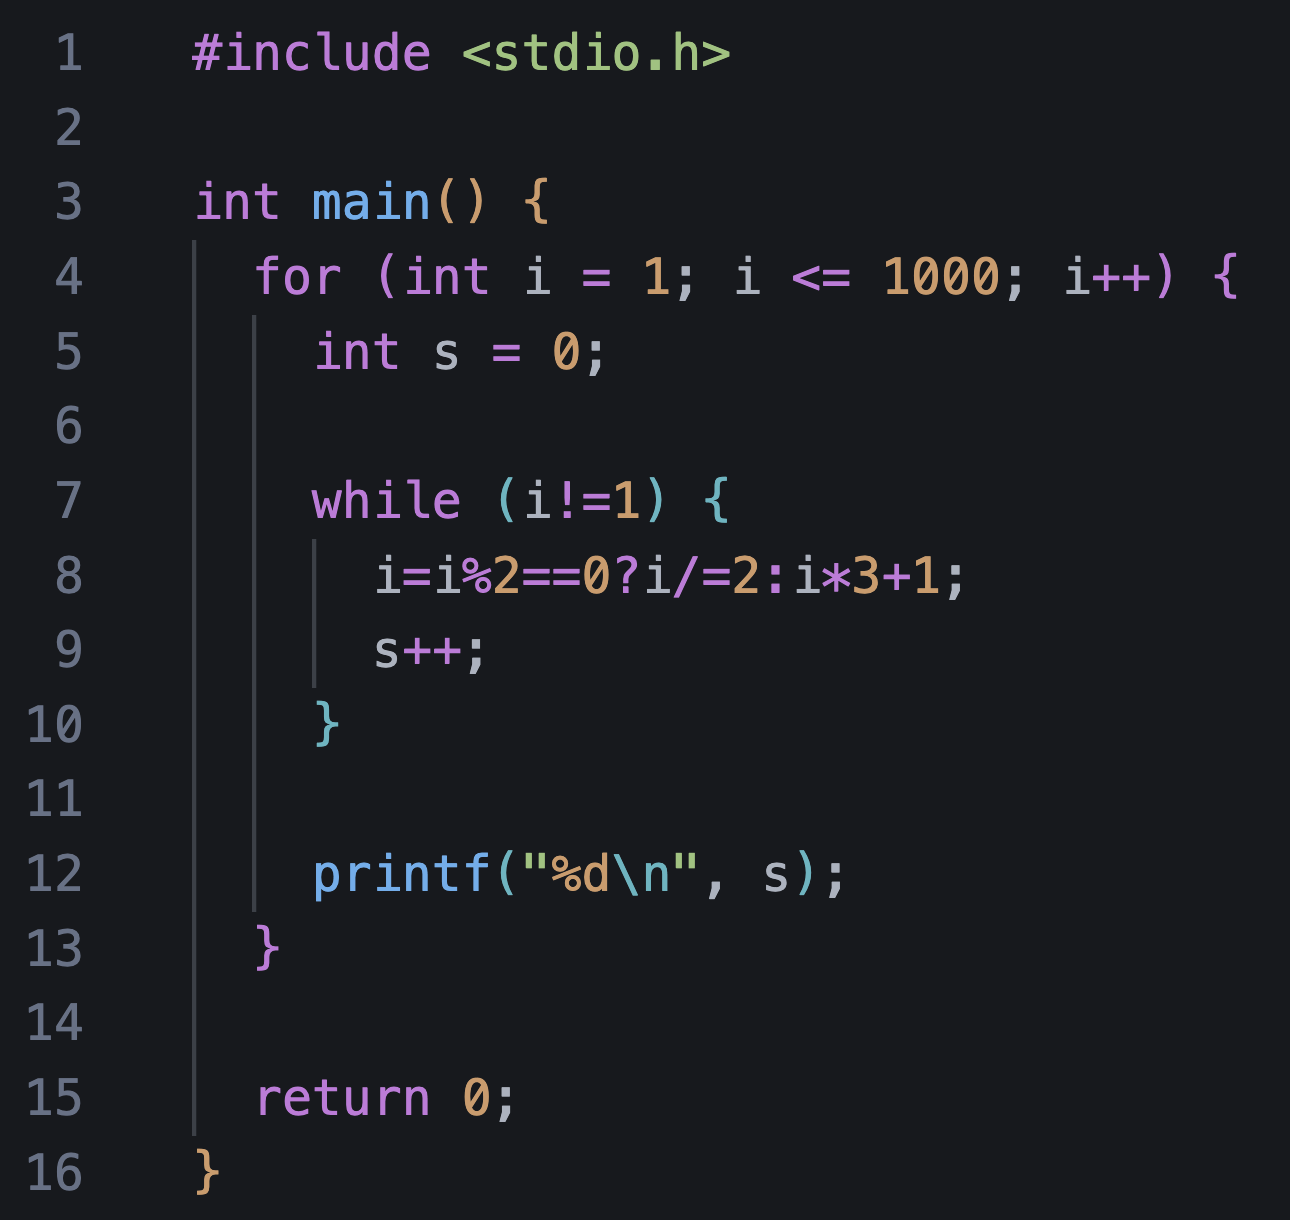 1 #include <stdio.h>
2
3 int main() {
4   for (int i = 1; i <= 1000; i++) {
5     int s = 0;
6
7     while (i!=1) {
8       i=i%2==0?i/=2:i*3+1;
9       s++;
10     }
11
12     printf("%d\n", s);
13   }
14
15   return 0;
16 }